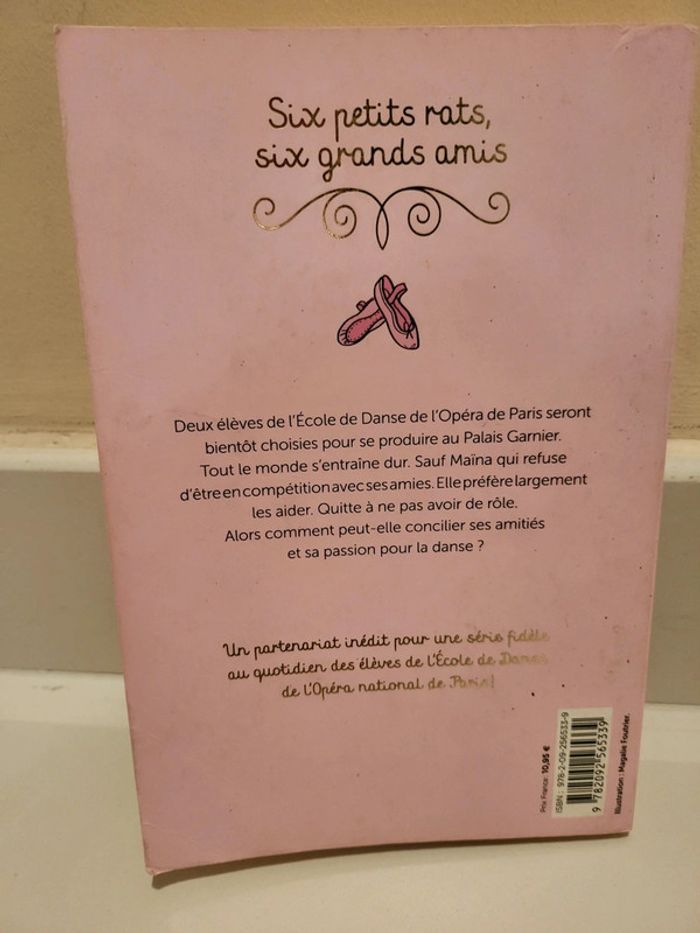 Six petits rats,
six grands amis
Deux élèves de l'École de Danse de l'Opéra de Paris seront
bientôt choisies pour se produire au Palais Garnier.
Tout le monde s'entraîne dur. Sauf Maïna qui refuse
d'être en compétition avec ses amies. Elle préfère largement
les aider. Quitte à ne pas avoir de rôle.
Alors comment peut-elle concilier ses amitiés
et sa passion pour la danse ?
Un partenariat inédit pour une série fidèle
au quotidien des élèves de l'École de Danse
de l'Opéra national de Paris!
Prix France: 10,95 €
ISBN : 978-2-09-256533-9
9 782092 565339
Illustration : Magalie Foutrier.